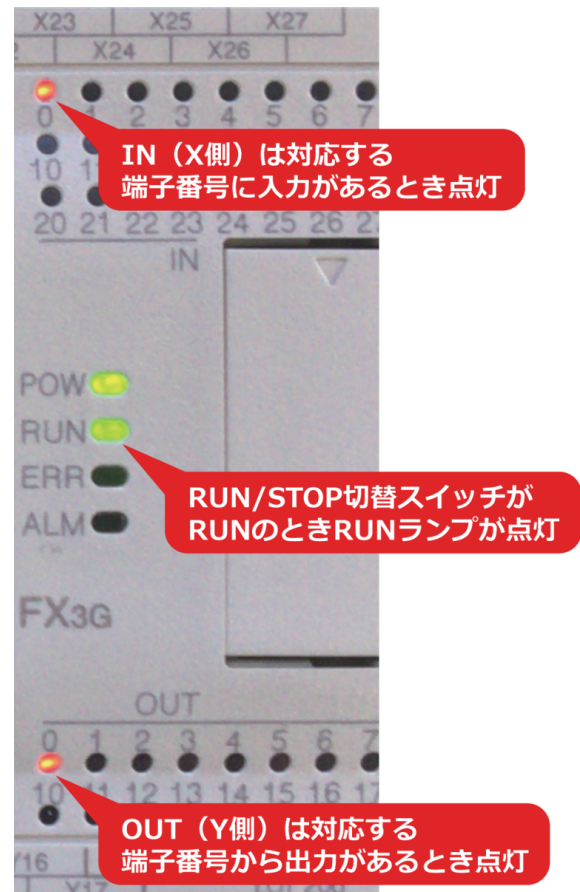 X23 X25 X27
X24 X26
0 1 2 3 4 5 6 7
IN（X側）は対応する
端子番号に入力があるとき点灯
10
20 21 22 23 24 25 26
IN
POW
RUN
ERR
ALM
RUN/STOP切替スイッチが
RUNのときRUNランプが点灯
FX3G
OUT
0 1 2 3 4 5 6 7
10 11 12 13 14 15 16 17
OUT（Y側）は対応する
端子番号から出力があるとき点灯
Y16
Y17